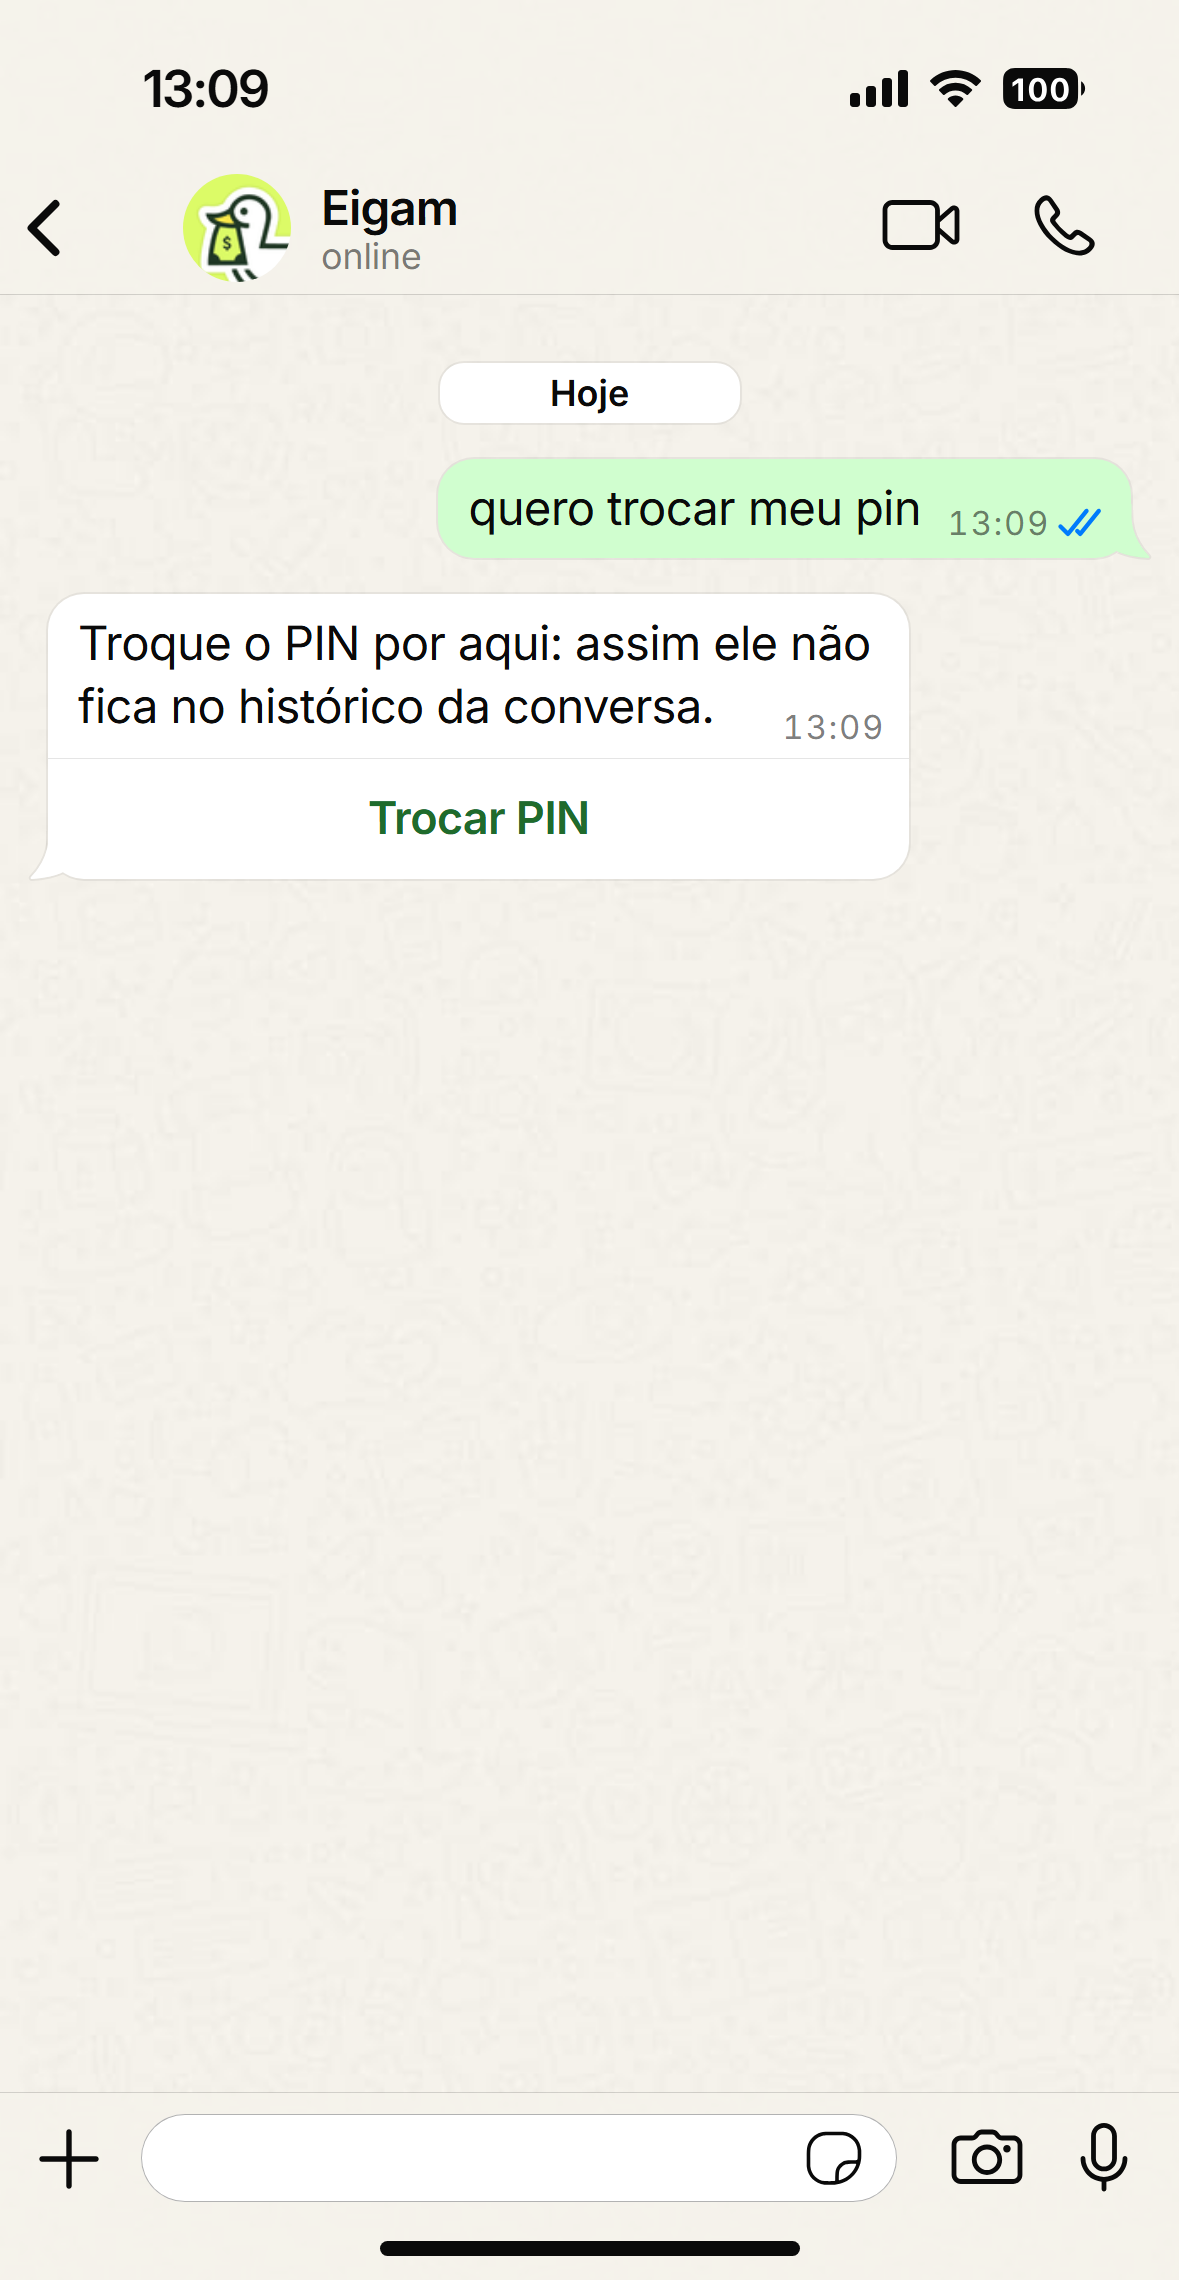 13:09
100
Eigam
online
$
Hoje
quero trocar meu pin 13:09
Troque o PIN por aqui: assim ele não
fica no histórico da conversa. 13:09
Trocar PIN